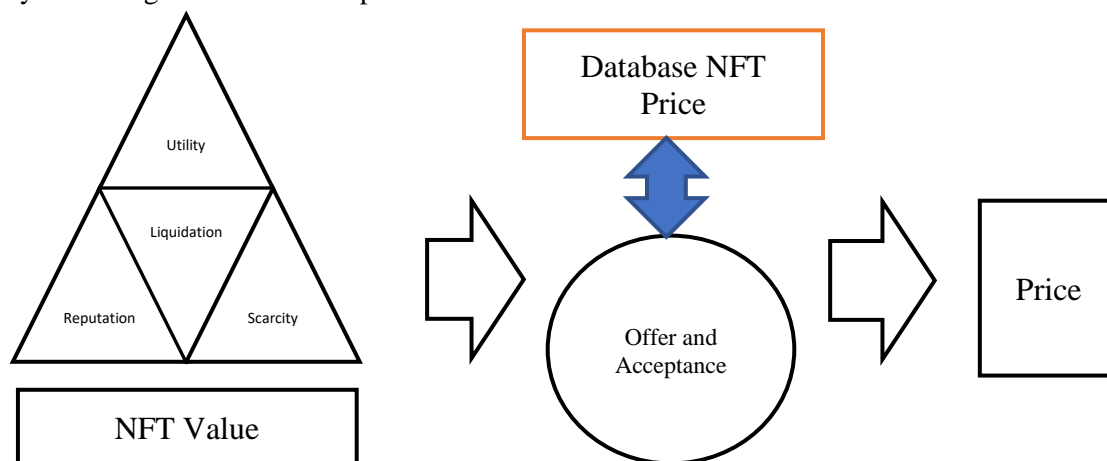 Utility
Liquidation
Reputation
Scarcity
NFT Value
Database NFT
Price
Offer and
Acceptance
Price